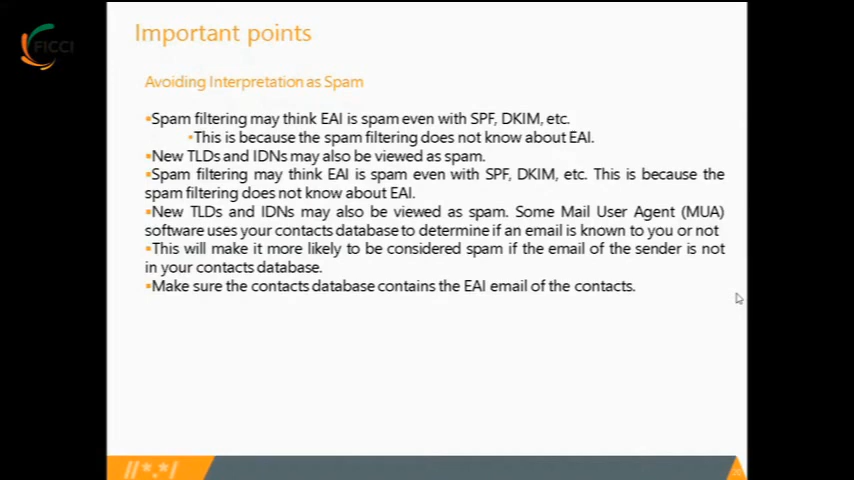 FICCI
Important points
Avoiding Interpretation as Spam
▪Spam filtering may think EAI is spam even with SPF, DKIM, etc.
▪This is because the spam filtering does not know about EAI.
▪New TLDs and IDNs may also be viewed as spam.
▪Spam filtering may think EAI is spam even with SPF, DKIM, etc. This is because the
spam filtering does not know about EAI.
▪New TLDs and IDNs may also be viewed as spam. Some Mail User Agent (MUA)
software uses your contacts database to determine if an email is known to you or not
▪This will make it more likely to be considered spam if the email of the sender is not
in your contacts database.
▪Make sure the contacts database contains the EAI email of the contacts.